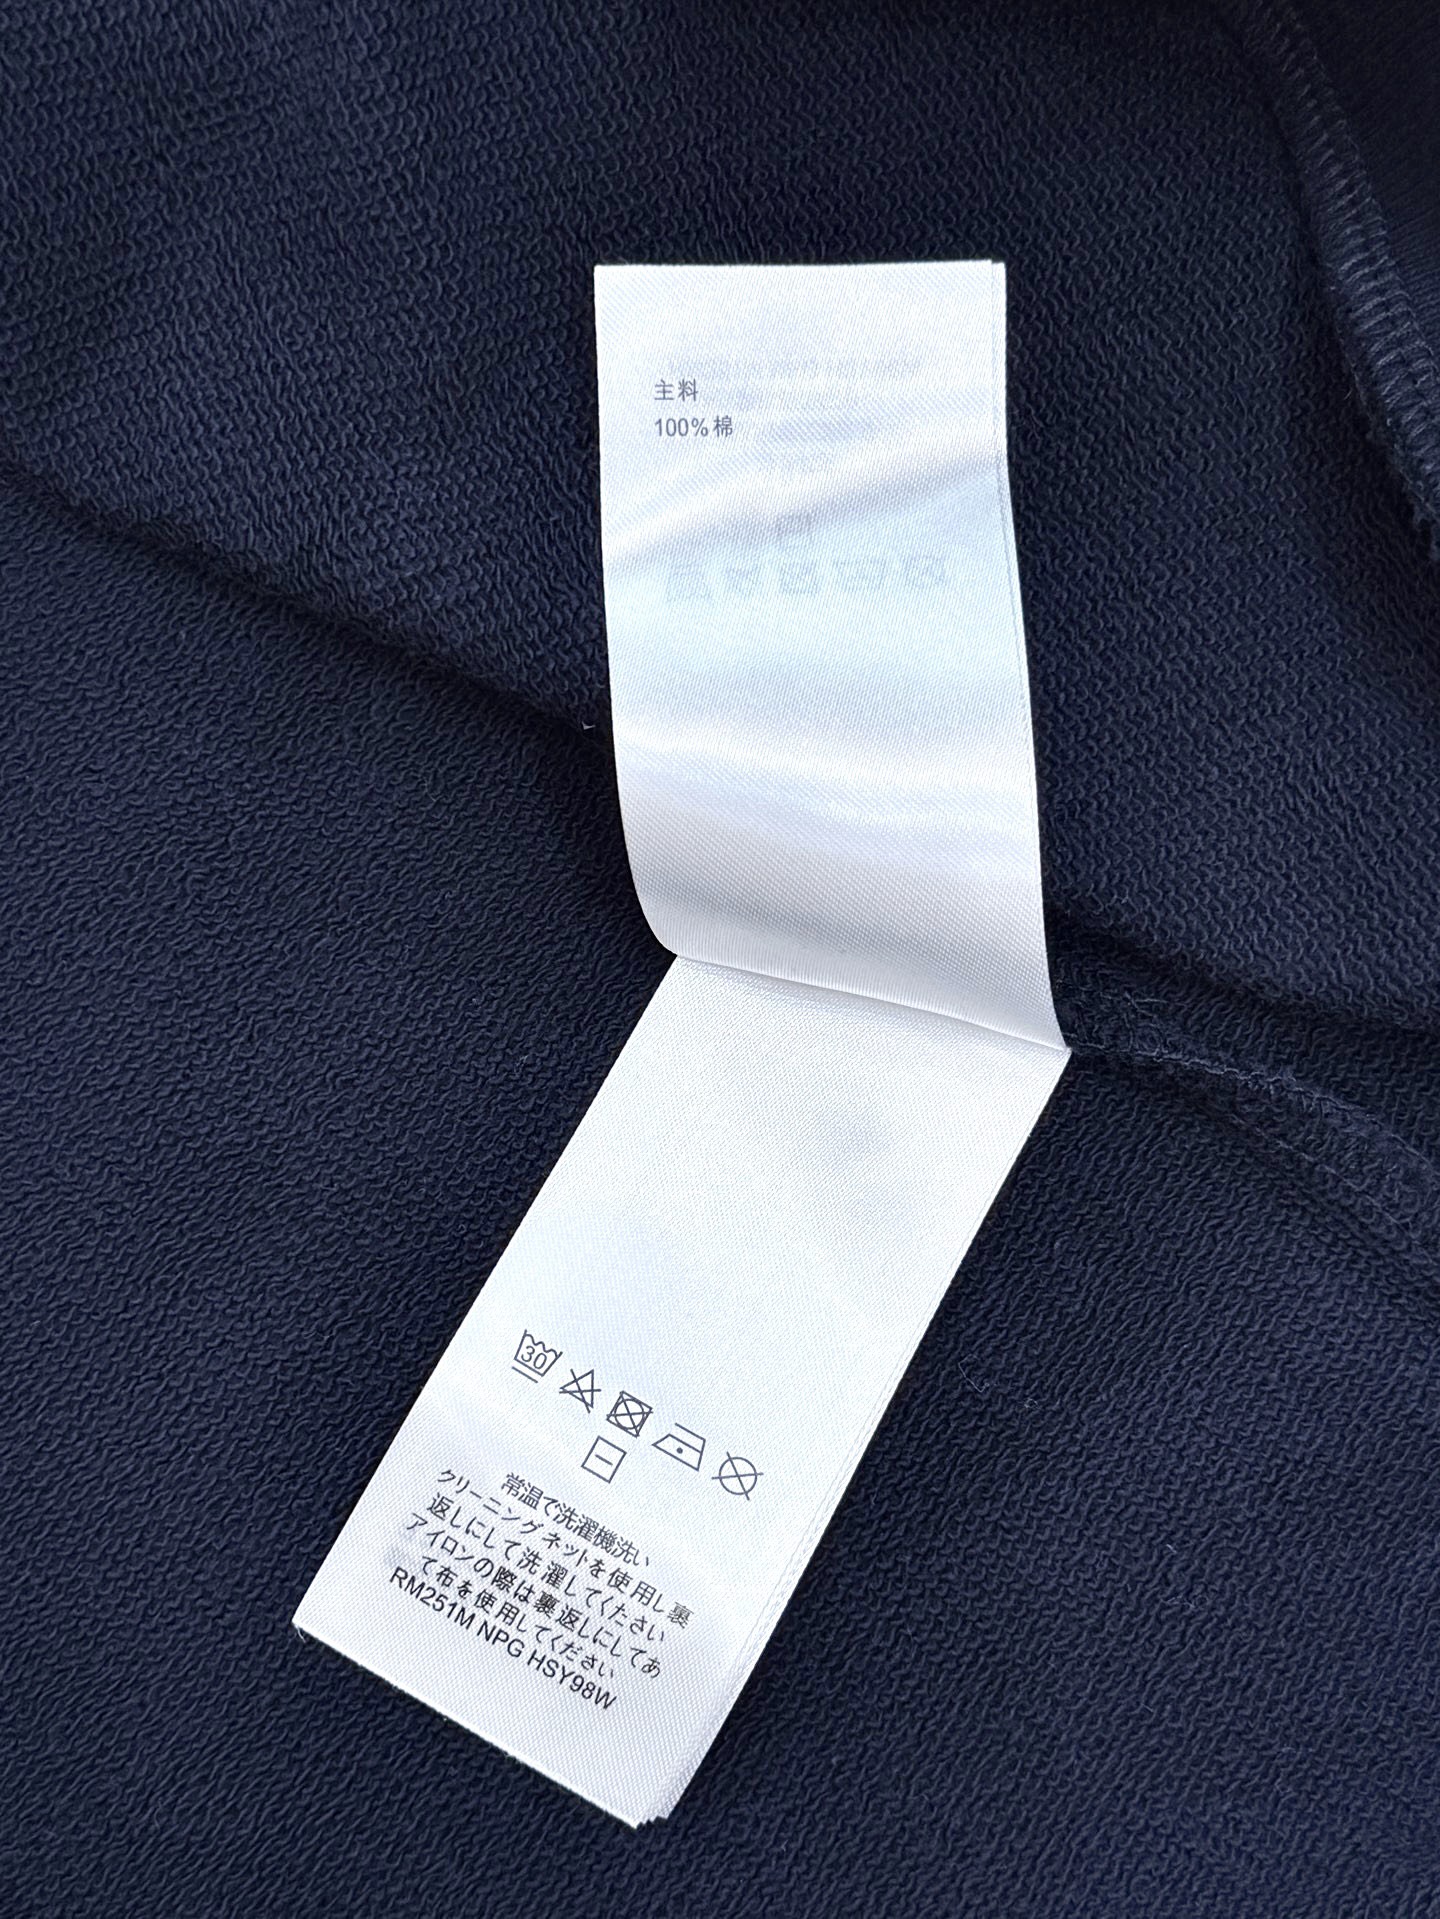 主料
100%棉
30
常温で洗濯機洗い
クリーニングネットを使用し裏
返しにして洗濯してください
アイロンの際は裏返しにしてあ
て布を使用してください
RM251M NPG HSY98W